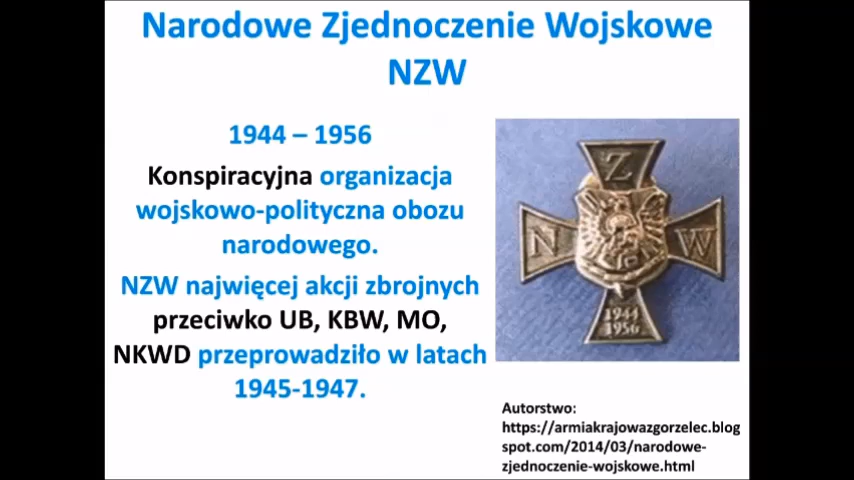 Narodowe Zjednoczenie Wojskowe
NZW
1944 – 1956
Konspiracyjna organizacja
wojskowo-polityczna obozu
narodowego.
NZW najwięcej akcji zbrojnych
przeciwko UB, KBW, MO,
NKWD przeprowadziło w latach
1945-1947.
Z
N W
1944
1956
Autorstwo:
https://armiakrajowazgorzelec.blog
spot.com/2014/03/narodowe-
zjednoczenie-wojskowe.html